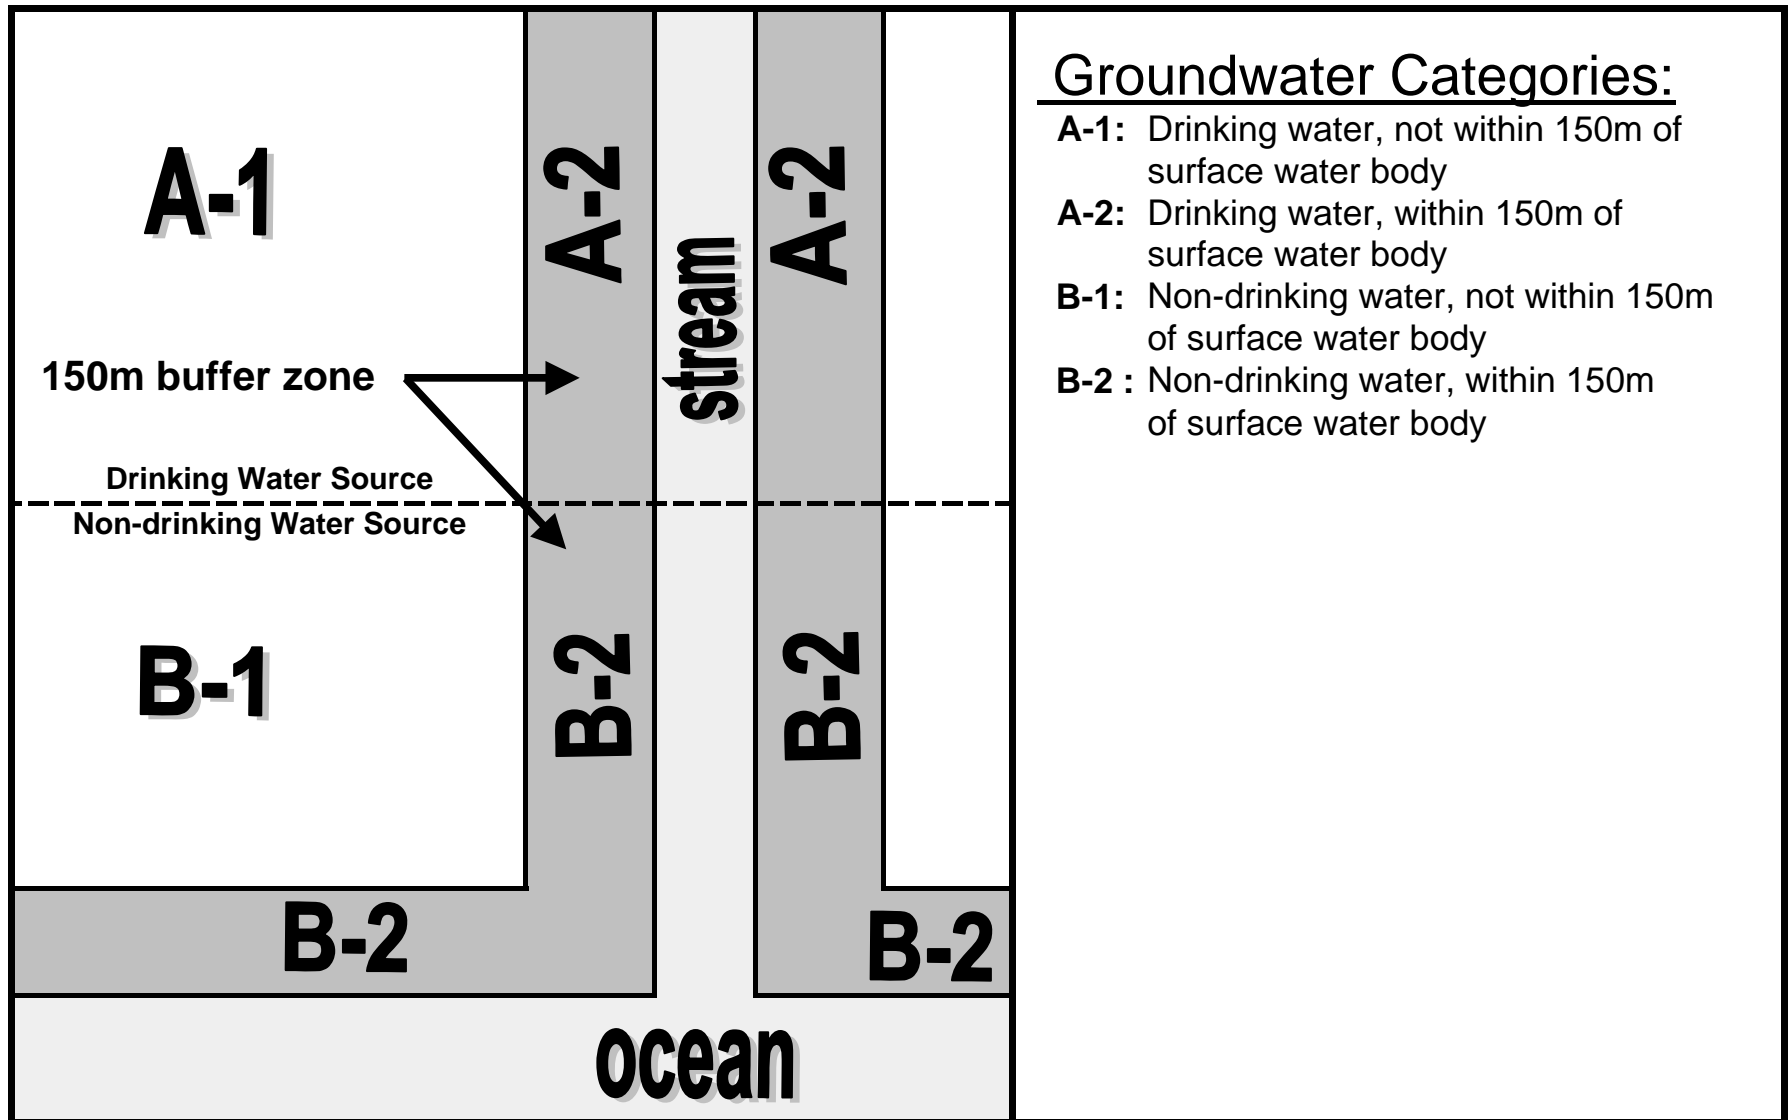 A-1
A-2
A-2
stream
150m buffer zone
Drinking Water Source
Non-drinking Water Source
B-1
B-2
B-2
B-2
B-2
ocean
Groundwater Categories:
A-1: Drinking water, not within 150m of
surface water body
A-2: Drinking water, within 150m of
surface water body
B-1: Non-drinking water, not within 150m
of surface water body
B-2 : Non-drinking water, within 150m
of surface water body